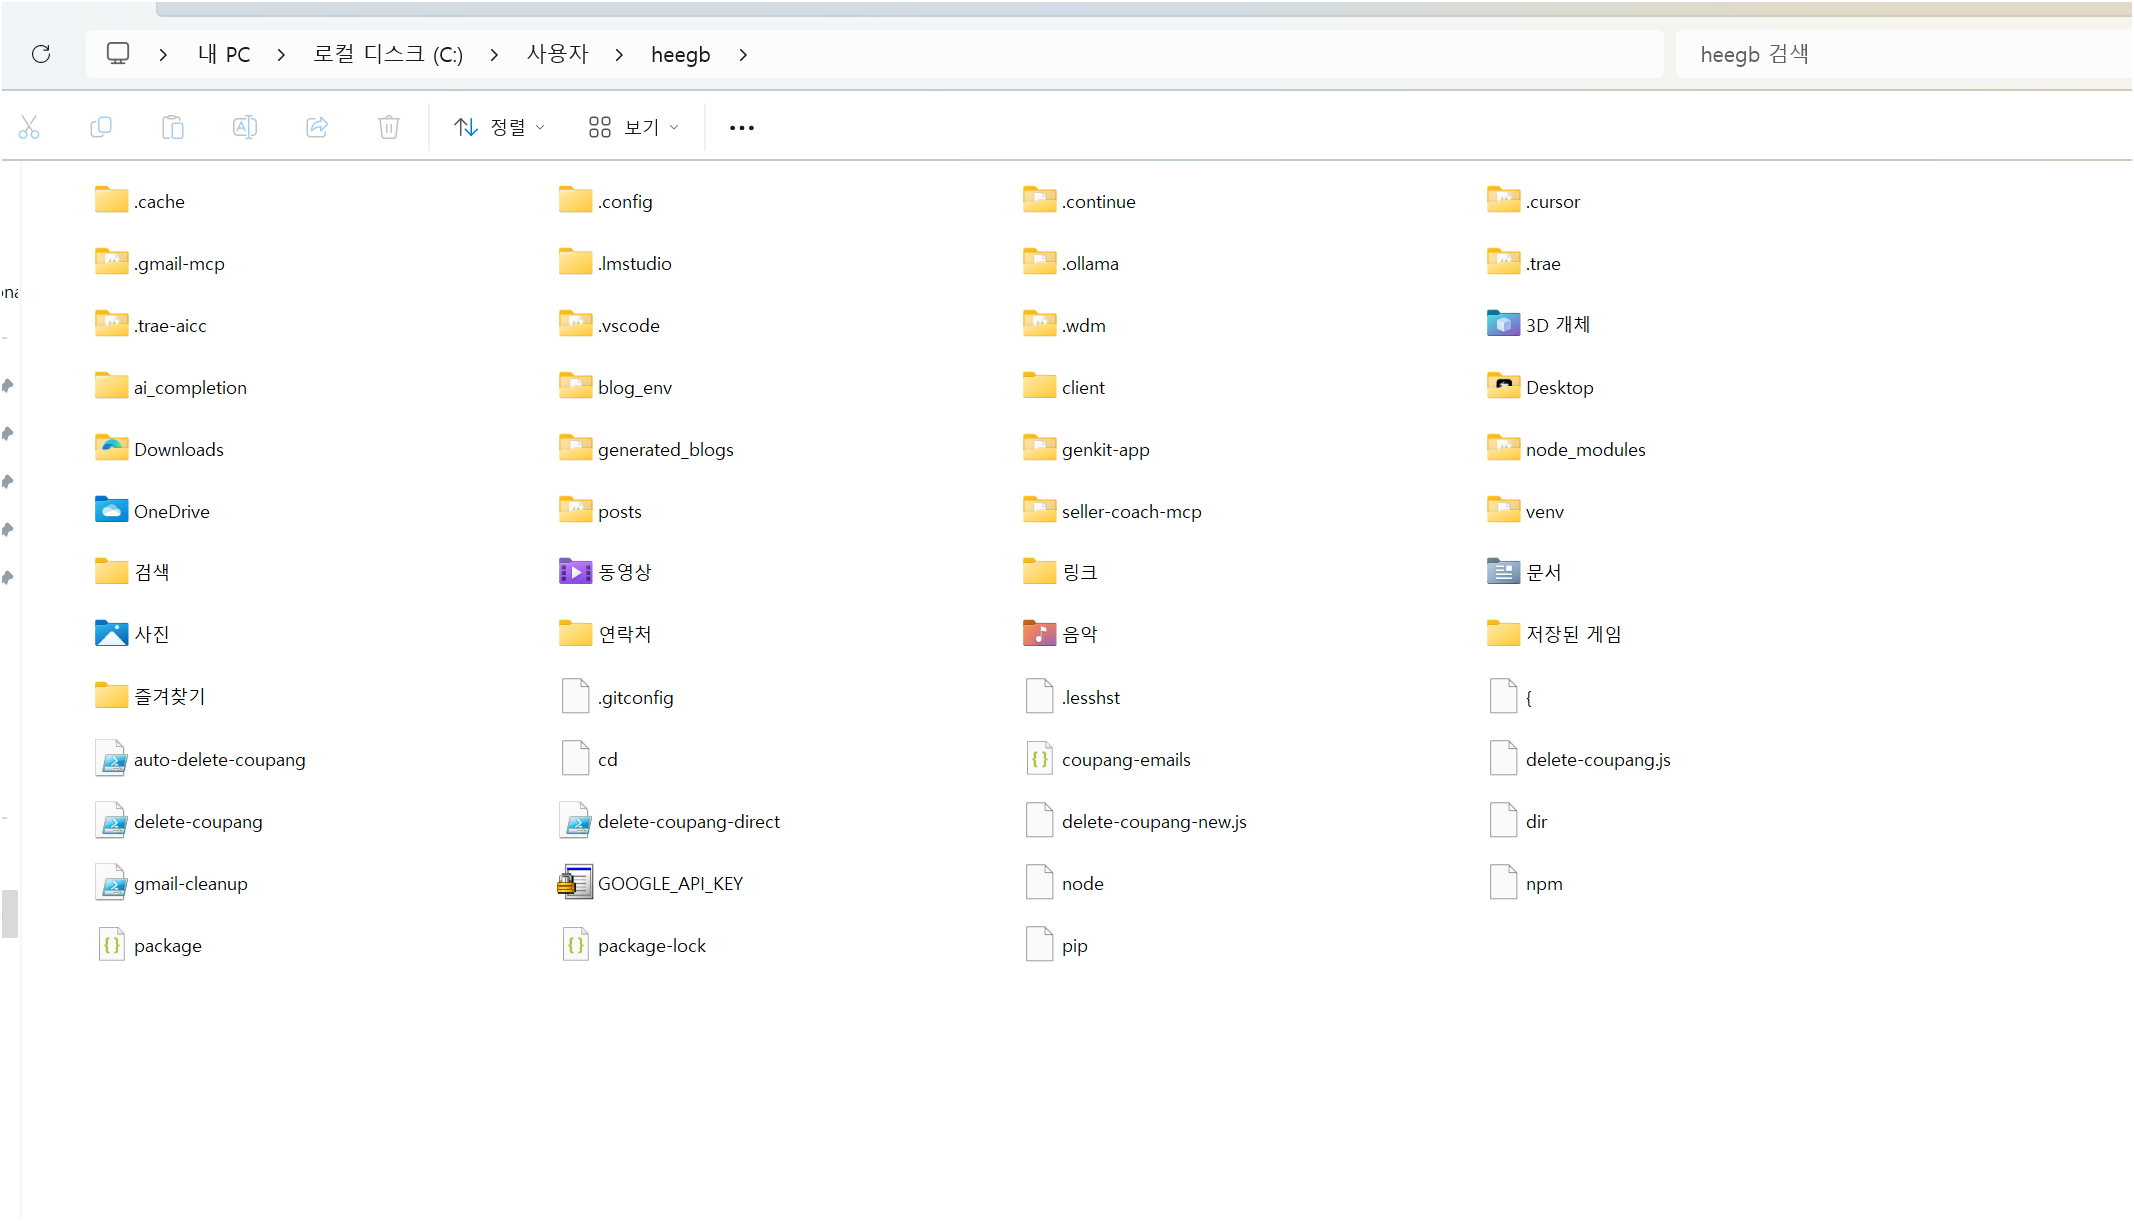 내 PC > 로컬 디스크 (C:) > 사용자 > heegb >
heegb 검색
정렬 보기 •••
.cache .config .continue .cursor
.gmail-mcp .lmstudio .ollama .trae
.trae-aicc .vscode .wdm 3D 개체
ai_completion blog_env client Desktop
Downloads generated_blogs genkit-app node_modules
OneDrive posts seller-coach-mcp venv
검색 동영상 링크 문서
사진 연락처 음악 저장된 게임
즐겨찾기 .gitconfig .lesshst {
auto-delete-coupang cd coupang-emails delete-coupang.js
delete-coupang delete-coupang-direct delete-coupang-new.js dir
gmail-cleanup GOOGLE_API_KEY node npm
package package-lock pip